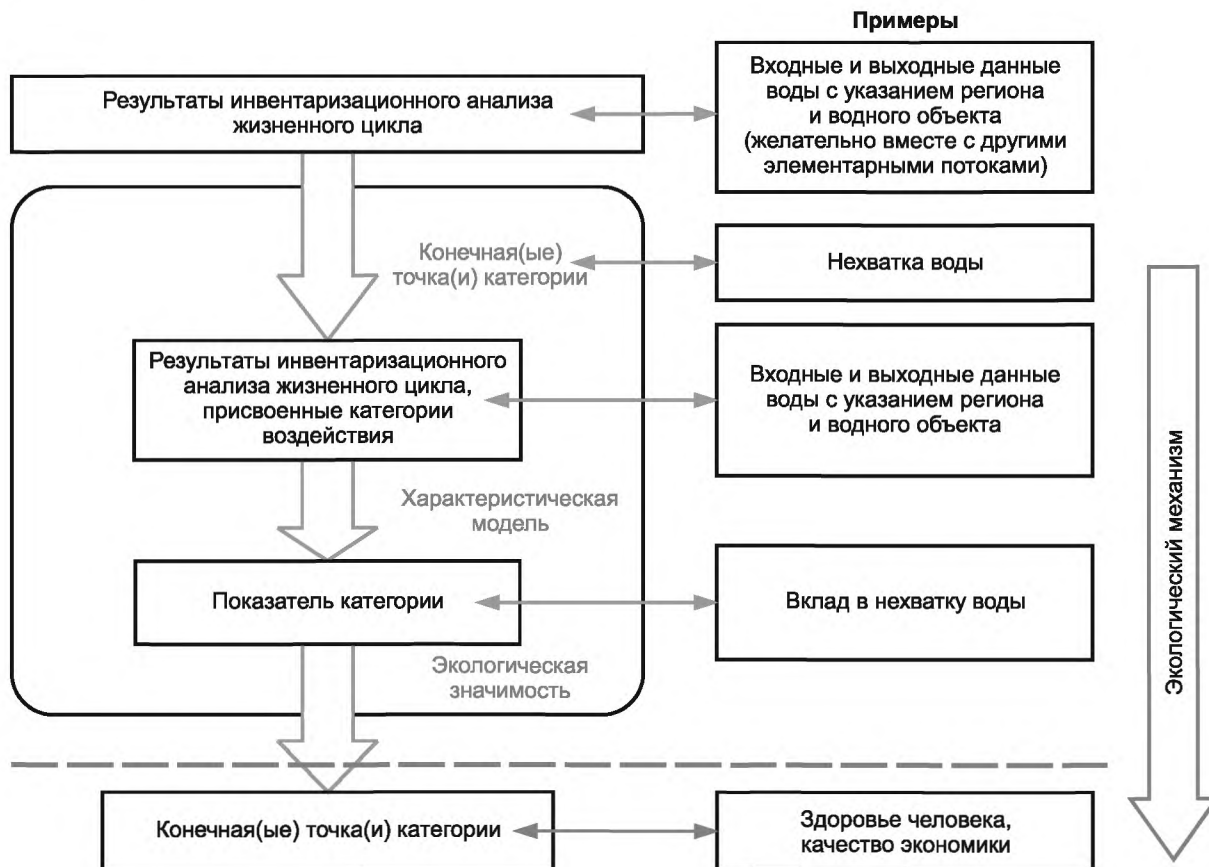 Примеры
Результаты инвентаризационного анализа
жизненного цикла
Входные и выходные данные
воды с указанием региона
и водного объекта
(желательно вместе с другими
элементарными потоками)
Конечная(ые)
точка(и) категории
Нехватка воды
Результаты инвентаризационного
анализа жизненного цикла,
присвоенные категории
воздействия
Входные и выходные данные
воды с указанием региона
и водного объекта
Характеристическая
модель
Показатель категории
Вклад в нехватку воды
Экологическая
значимость
Конечная(ые) точка(и) категории
Здоровье человека,
качество экономики
Экологический механизм